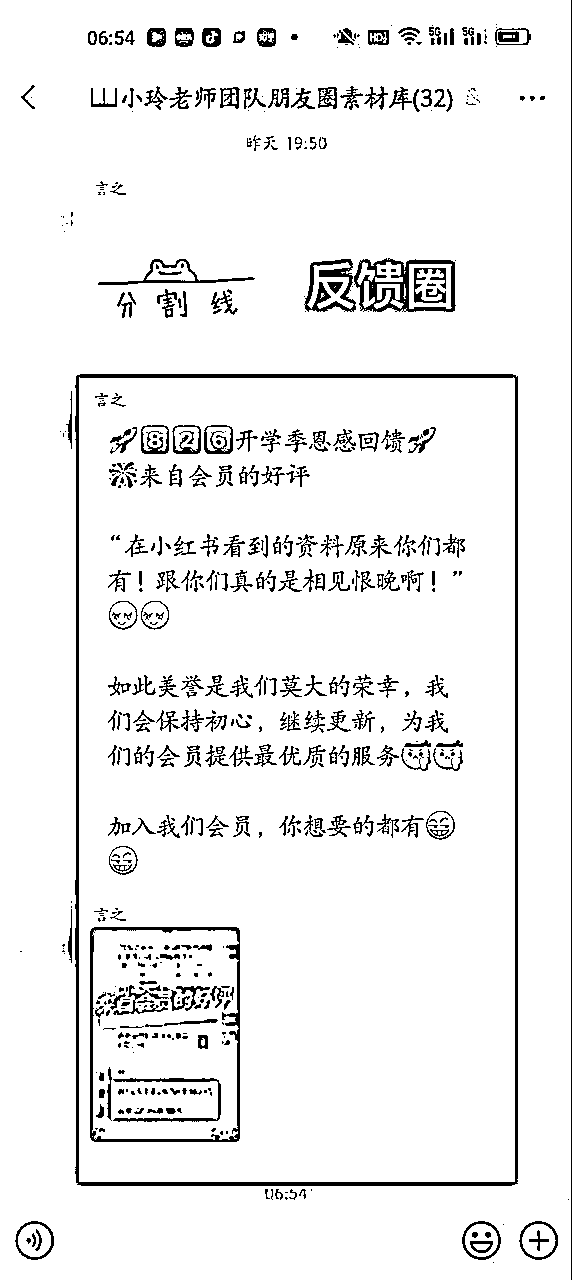 06:54
山小玲老师团队朋友圈素材库(32)
昨天 19:50
言之
分割线
反馈圈
言之
🚀8️⃣2️⃣6️⃣开学季恩感回馈🚀
来自会员的好评
“在小红书看到的资料原来你们都
有！跟你们真的是相见恨晚啊！”
如此美誉是我们莫大的荣幸，我
们会保持初心，继续更新，为我
们的会员提供最优质的服务
加入我们会员，你想要的都有
言之
来自会员的好评
06:54